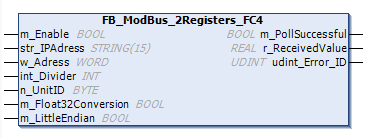 FB_ModBus_2Registers_FC4
m_Enable BOOL BOOL m_PollSuccessful
str_IPAdress STRING(15) REAL r_ReceivedValue
w_Adress WORD UDINT udint_Error_ID
int_Divider INT
n_UnitID BYTE
m_Float32Conversion BOOL
m_LittleEndian BOOL